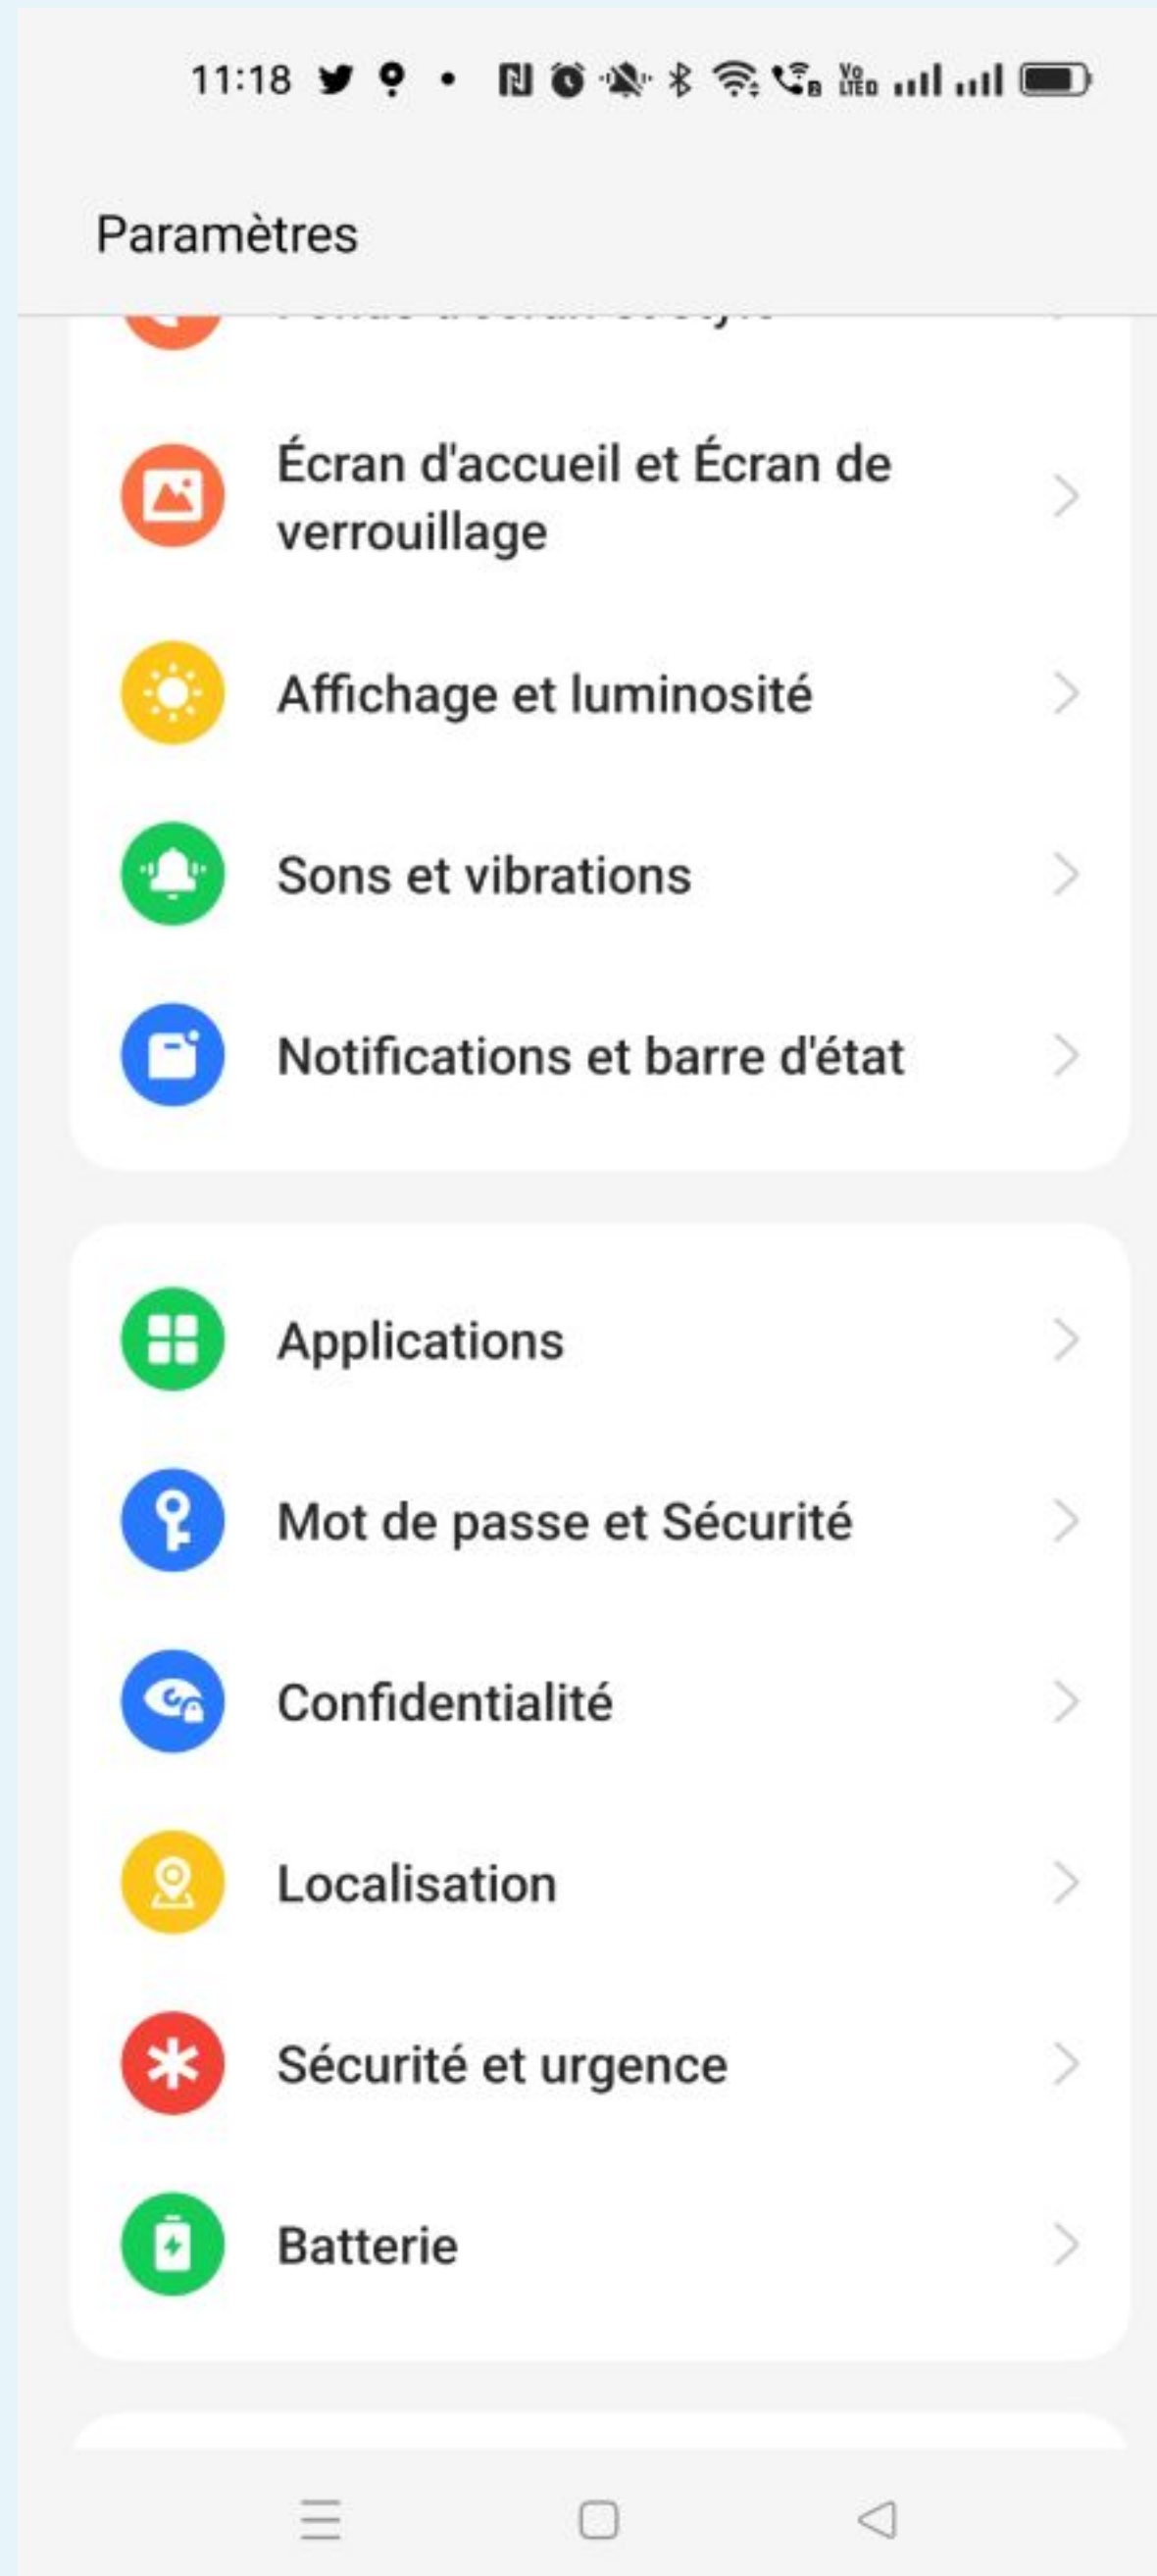 11:18
Paramètres
Écran d'accueil et Écran de
verrouillage
Affichage et luminosité
Sons et vibrations
Notifications et barre d'état
Applications
Mot de passe et Sécurité
Confidentialité
Localisation
Sécurité et urgence
Batterie